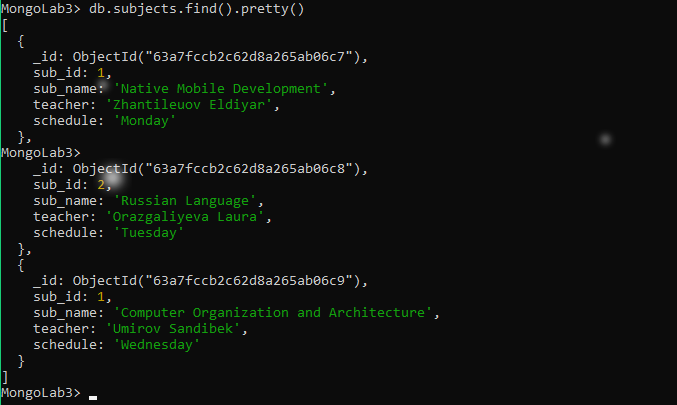 MongoLab3> db.subjects.find().pretty()
[
  {
    _id: ObjectId("63a7fccb2c62d8a265ab06c7"),
    sub_id: 1,
    sub_name: 'Native Mobile Development',
    teacher: 'Zhantileuov Eldiyar',
    schedule: 'Monday'
  },
MongoLab3>
    _id: ObjectId("63a7fccb2c62d8a265ab06c8"),
    sub_id: 2,
    sub_name: 'Russian Language',
    teacher: 'Orazgaliyeva Laura',
    schedule: 'Tuesday'
  },
  {
    _id: ObjectId("63a7fccb2c62d8a265ab06c9"),
    sub_id: 1,
    sub_name: 'Computer Organization and Architecture',
    teacher: 'Umirov Sandibek',
    schedule: 'Wednesday'
  }
]
MongoLab3>